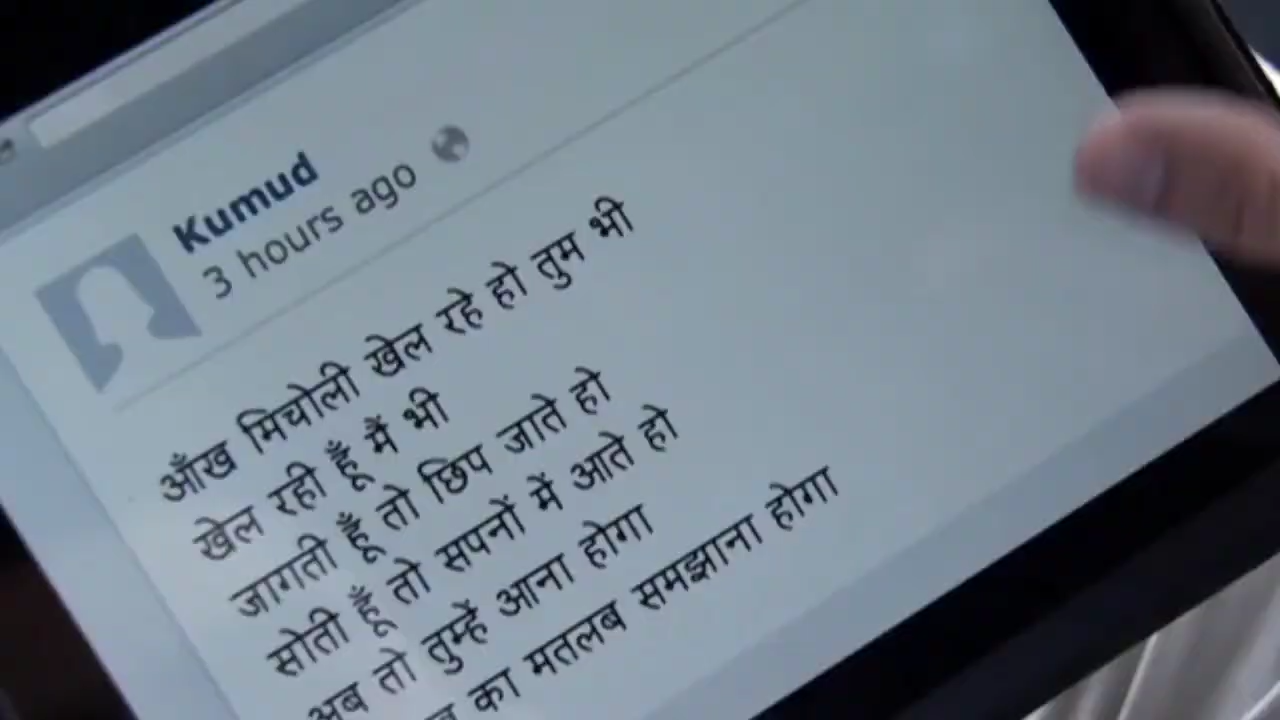 Kumud
3 hours ago
आँख मिचोली खेल रहे हो तुम भी
खेल रही हूँ मैं भी
जागती हूँ तो छिप जाते हो
सोती हूँ तो सपनों में आते हो
अब तो तुम्हें आना होगा
का मतलब समझाना होगा